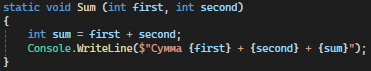 static void Sum (int first, int second)
{
    int sum = first + second;
    Console.WriteLine($"Сумма {first} + {second} + {sum}");
}